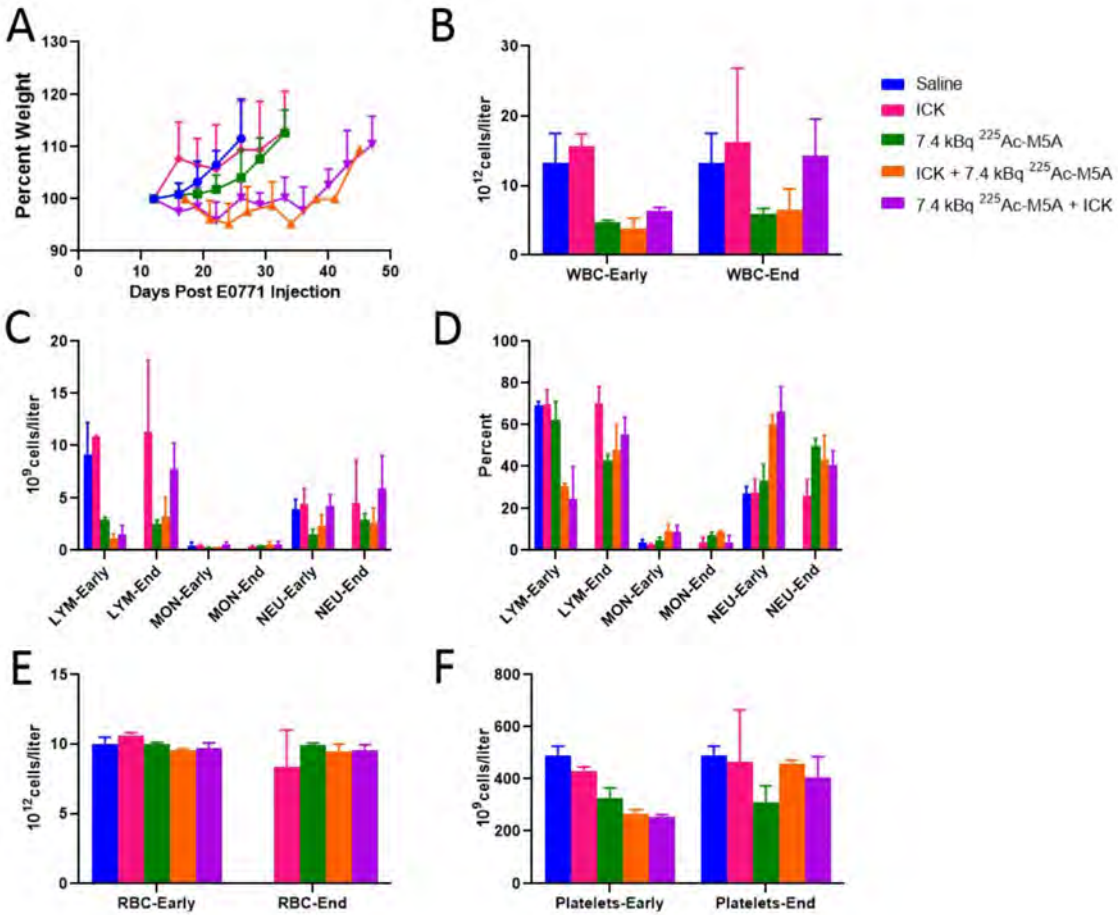 A
Percent Weight
130
120
110
100
90
0
10
20
30
40
50
Days Post E0771 Injection
B
10¹²cells/liter
30
20
10
0
WBC-Early
WBC-End
Saline
ICK
7.4 kBq ²²⁵Ac-M5A
ICK + 7.4 kBq ²²⁵Ac-M5A
7.4 kBq ²²⁵Ac-M5A + ICK
C
10⁹cells/liter
20
15
10
5
0
LYM-Early
LYM-End
MON-Early
MON-End
NEU-Early
NEU-End
D
Percent
100
80
60
40
20
0
LYM-Early
LYM-End
MON-Early
MON-End
NEU-Early
NEU-End
E
10¹²cells/liter
15
10
5
0
RBC-Early
RBC-End
F
10⁹cells/liter
800
600
400
200
0
Platelets-Early
Platelets-End